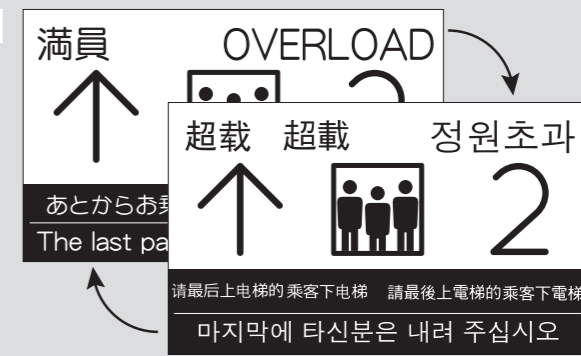 満員 OVERLOAD
あとからお
The last pa
超载 超載 정원초과
2
请最后上电梯的乘客下电梯 請最後上電梯的乘客下電梯
마지막에 타신분은 내려 주십시오